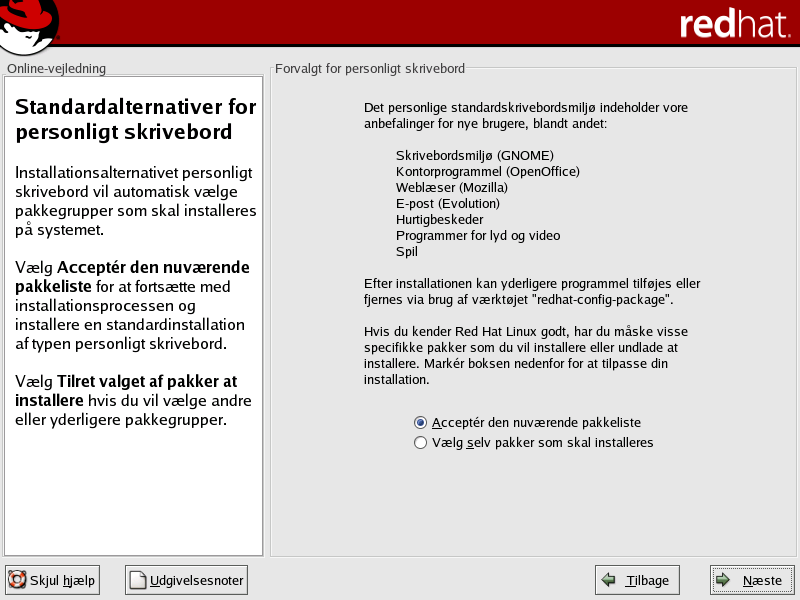 redhat.
Online-vejledning
Standardalternativer for
personligt skrivebord
Installationsalternativet personligt
skrivebord vil automatisk vælge
pakkegrupper som skal installeres
på systemet.
Vælg Acceptér den nuværende
pakkeliste for at fortsætte med
installationsprocessen og
installere en standardinstallation
af typen personligt skrivebord.
Vælg Tilret valget af pakker at
installere hvis du vil vælge andre
eller yderligere pakkegrupper.
Forvalgt for personligt skrivebord
Det personlige standardskrivebordsmiljø indeholder vore
anbefalinger for nye brugere, blandt andet:
Skrivebordsmiljø (GNOME)
Kontorprogrammel (OpenOffice)
Weblæser (Mozilla)
E-post (Evolution)
Hurtigbeskeder
Programmer for lyd og video
Spil
Efter installationen kan yderligere programmel tilføjes eller
fjernes via brug af værktøjet "redhat-config-package".
Hvis du kender Red Hat Linux godt, har du måske visse
specifikke pakker som du vil installere eller undlade at
installere. Markér boksen nedenfor for at tilpasse din
installation.
Acceptér den nuværende pakkeliste
Vælg selv pakker som skal installeres
Skjul hjælp
Udgivelsesnoter
Tilbage
Næste